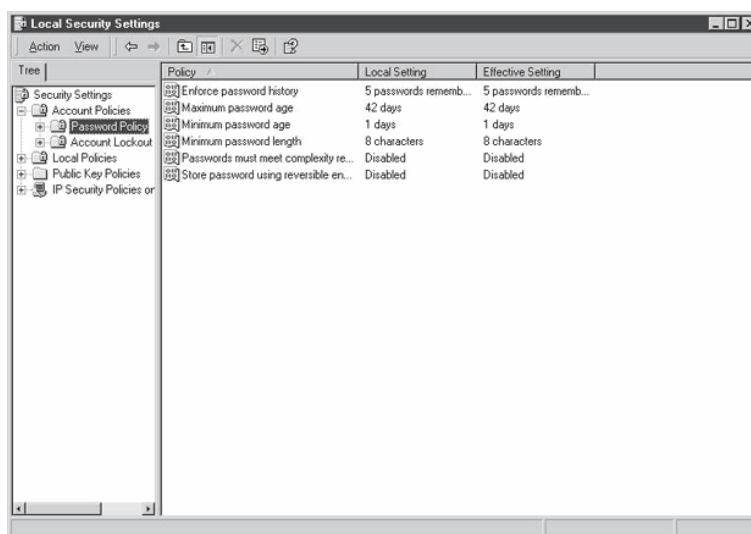 Local Security Settings
Action View
Tree
Security Settings
Account Policies
Password Policy
Account Lockout
Local Policies
Public Key Policies
IP Security Policies or
Policy Local Setting Effective Setting
Enforce password history 5 passwords rememb... 5 passwords rememb...
Maximum password age 42 days 42 days
Minimum password age 1 days 1 days
Minimum password length 8 characters 8 characters
Passwords must meet complexity re... Disabled Disabled
Store password using reversible en... Disabled Disabled